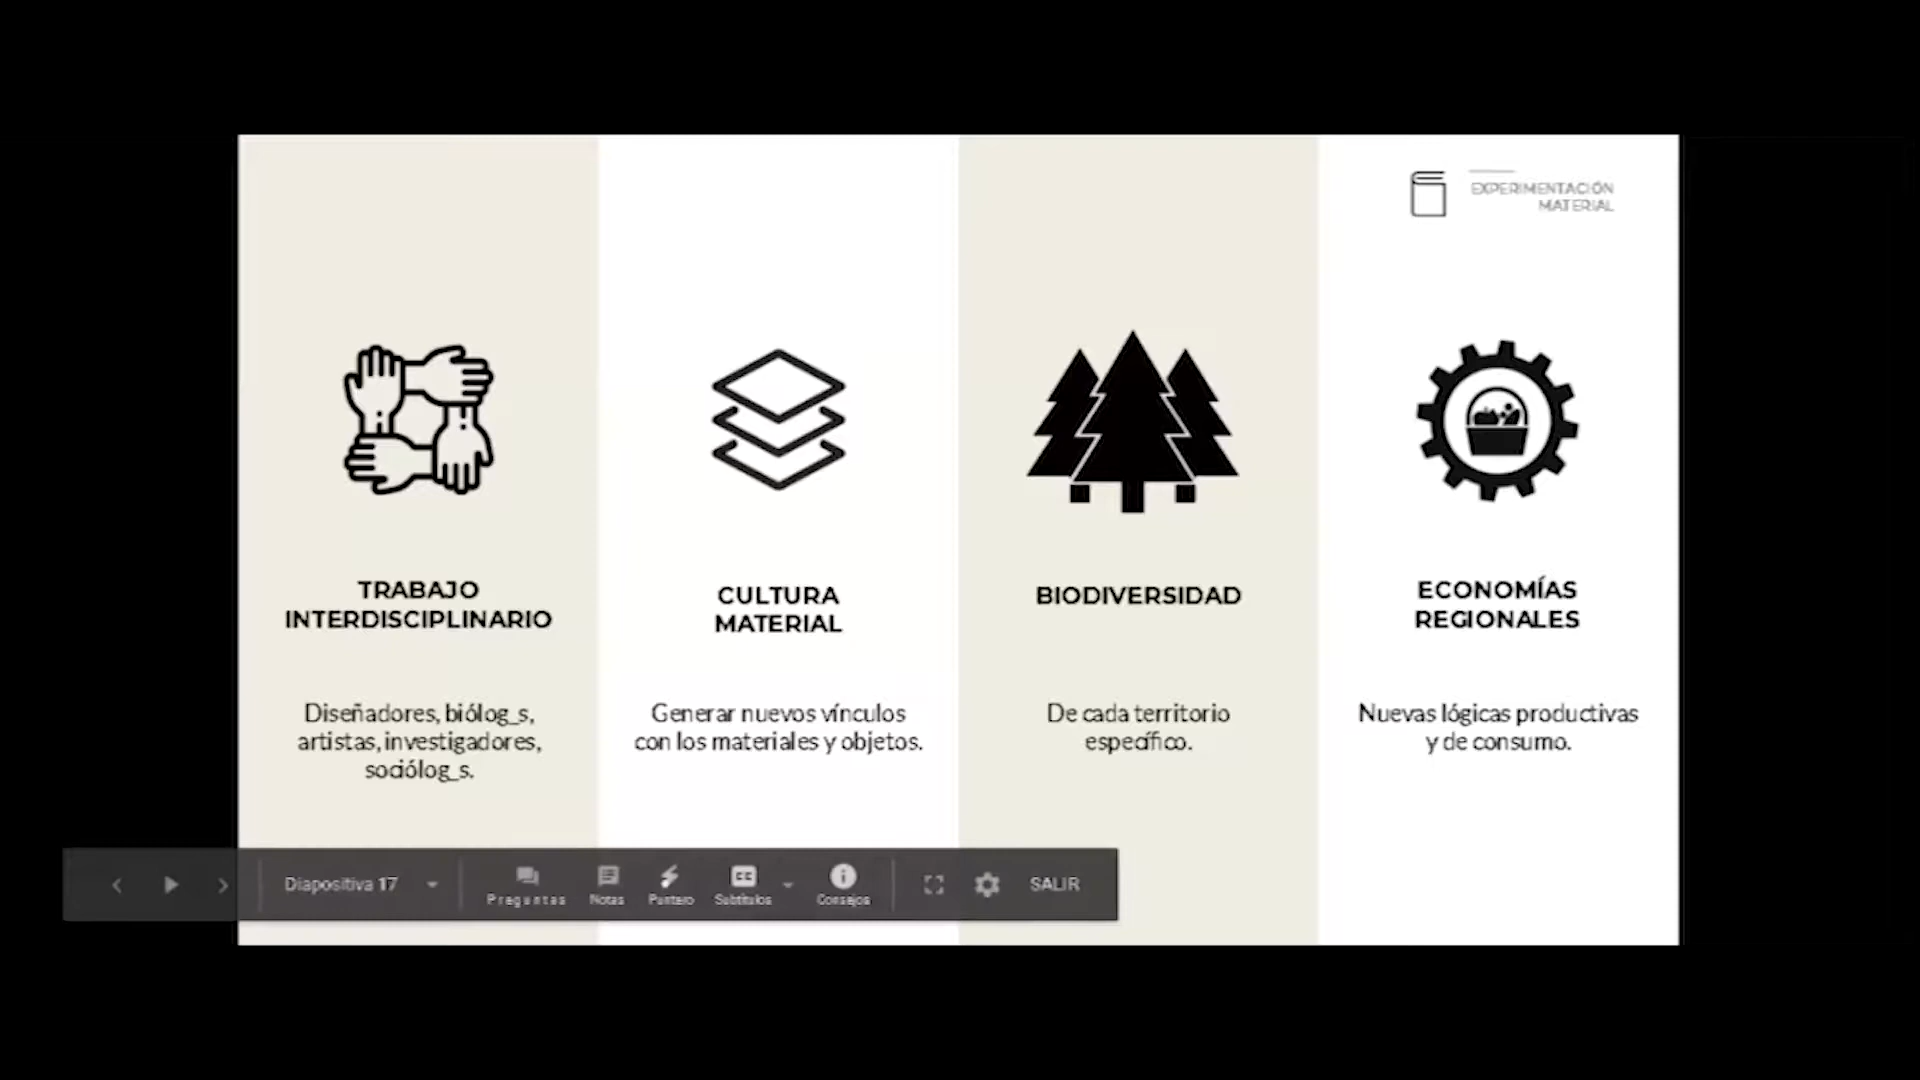 EXPERIMENTACIÓN
MATERIAL
TRABAJO
INTERDISCIPLINARIO
Diseñadores, biólog_s,
artistas, investigadores,
sociólog_s.
CULTURA
MATERIAL
Generar nuevos vínculos
con los materiales y objetos.
BIODIVERSIDAD
De cada territorio
específico.
ECONOMÍAS
REGIONALES
Nuevas lógicas productivas
y de consumo.
Diapositiva 17
Preguntas
Notas
Puntero
CC
Subtítulos
Consejos
SALIR